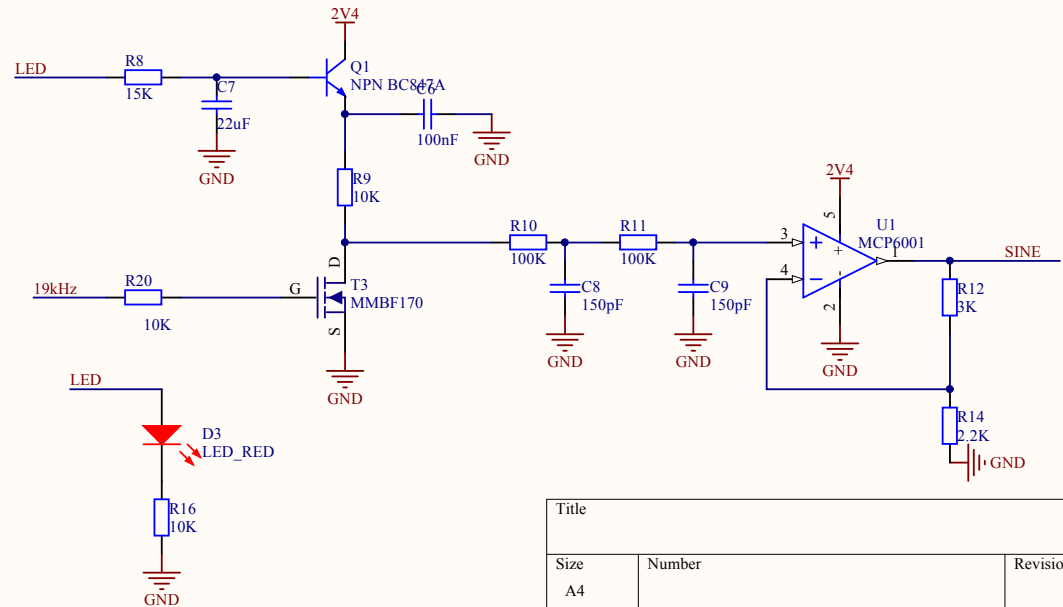 2V4
LED
R8
15K
C7
22uF
GND
Q1
NPN BC847A
C6
100nF
GND
R9
10K
19kHz
R20
10K
G
D
S
T3
MMBF170
GND
R10
100K
C8
150pF
GND
R11
100K
C9
150pF
GND
2V4
5
U1
MCP6001
3
4
1
2
+
-
+
-
GND
SINE
R12
3K
R14
2.2K
GND
LED
D3
LED_RED
R16
10K
GND
Title
Size
Number
Revisio
A4